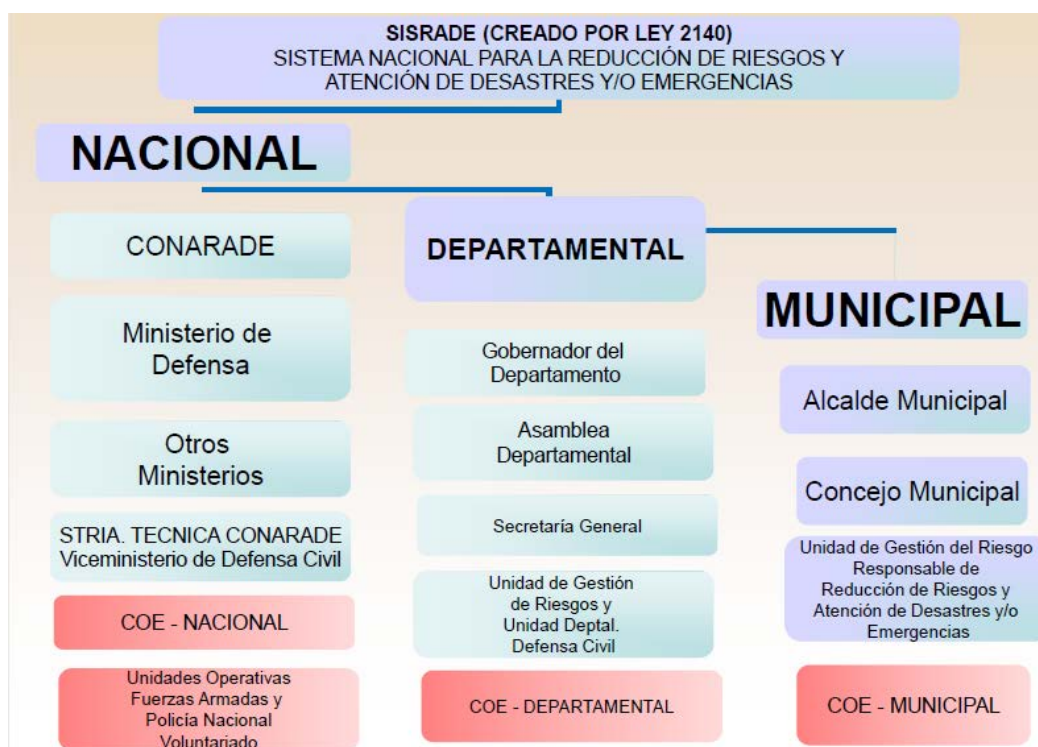 SISRADE (CREADO POR LEY 2140)
SISTEMA NACIONAL PARA LA REDUCCIÓN DE RIESGOS Y
ATENCIÓN DE DESASTRES Y/O EMERGENCIAS
NACIONAL
CONARADE
Ministerio de
Defensa
Otros
Ministerios
STRIA. TECNICA CONARADE
Viceministerio de Defensa Civil
COE - NACIONAL
Unidades Operativas
Fuerzas Armadas y
Policía Nacional
Voluntariado
DEPARTAMENTAL
Gobernador del
Departamento
Asamblea
Departamental
Secretaría General
Unidad de Gestión
de Riesgos y
Unidad Deptal.
Defensa Civil
COE - DEPARTAMENTAL
MUNICIPAL
Alcalde Municipal
Concejo Municipal
Unidad de Gestión del Riesgo
Responsable de
Reducción de Riesgos y
Atención de Desastres y/o
Emergencias
COE - MUNICIPAL